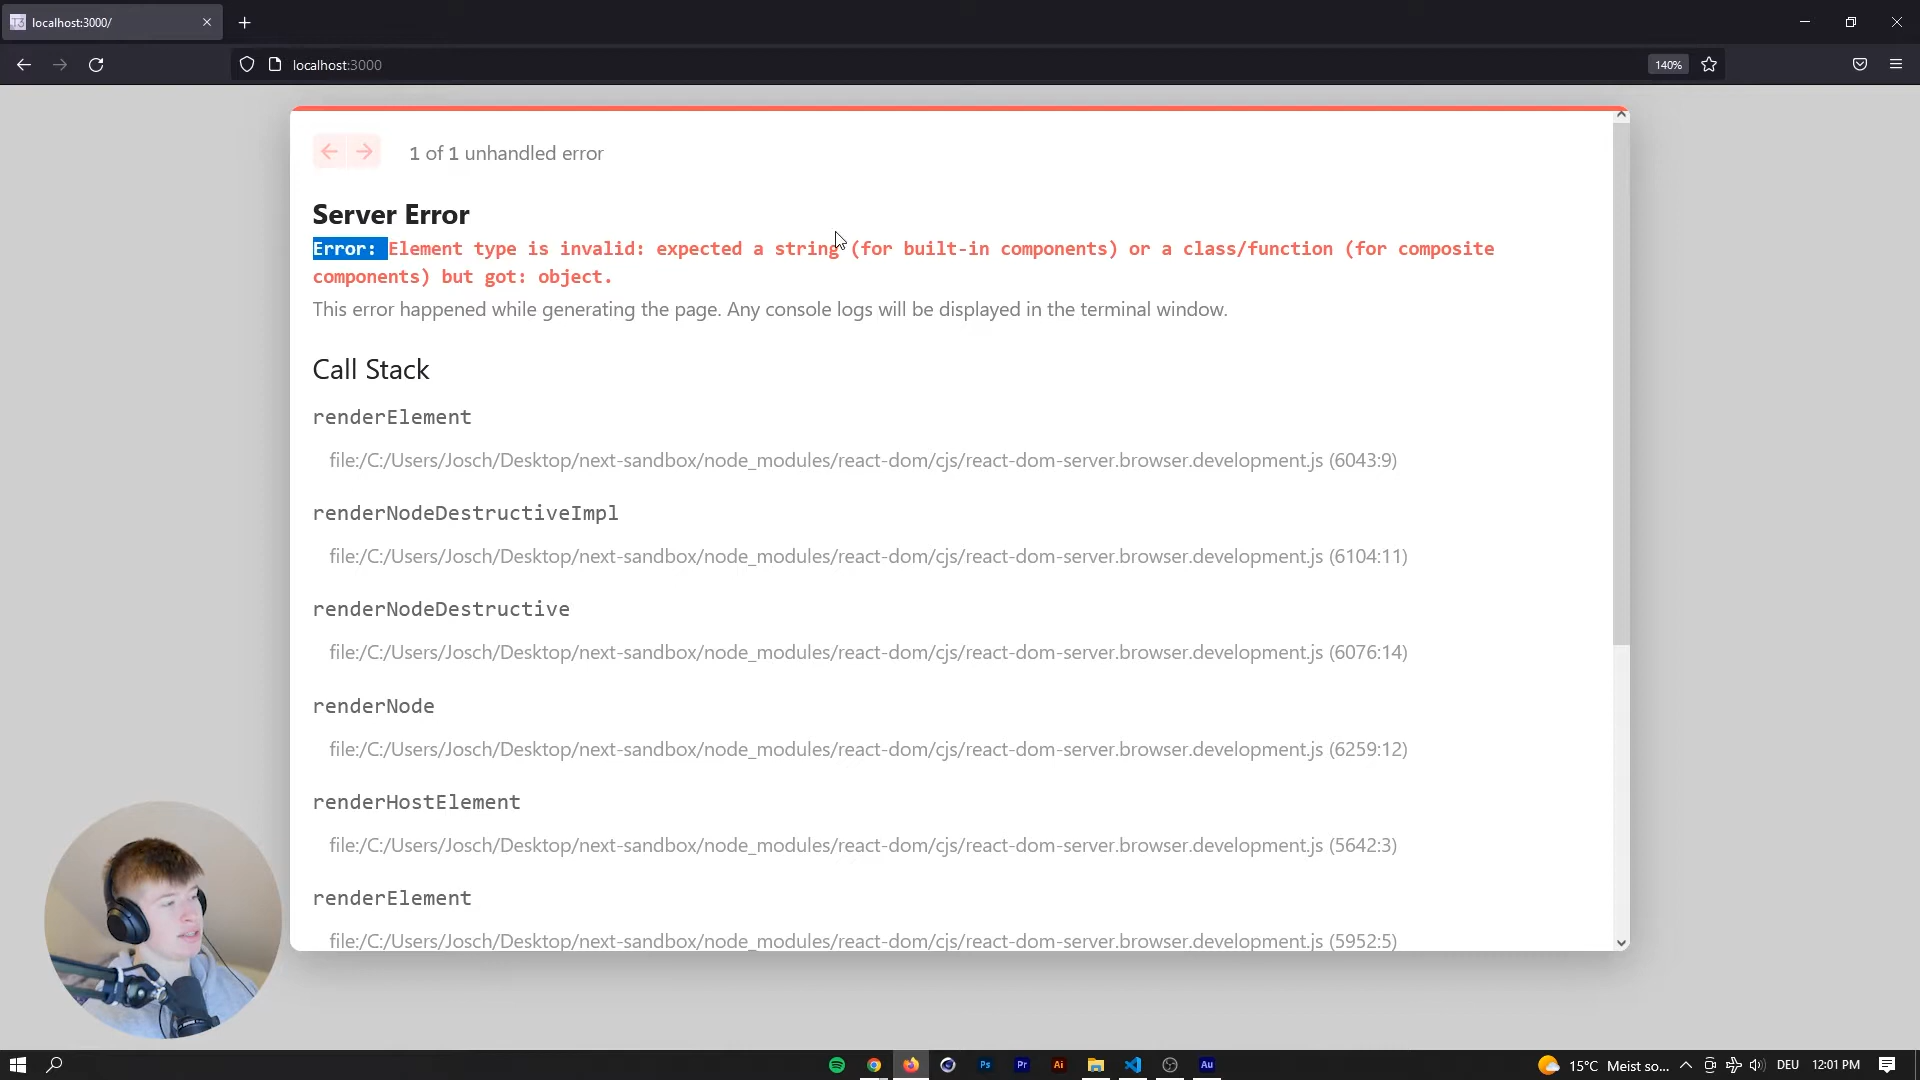 localhost:3000/
localhost:3000
140%
1 of 1 unhandled error
Server Error
Error: Element type is invalid: expected a string (for built-in components) or a class/function (for composite
components) but got: object.
This error happened while generating the page. Any console logs will be displayed in the terminal window.
Call Stack
renderElement
file:/C:/Users/Josch/Desktop/next-sandbox/node_modules/react-dom/cjs/react-dom-server.browser.development.js (6043:9)
renderNodeDestructiveImpl
file:/C:/Users/Josch/Desktop/next-sandbox/node_modules/react-dom/cjs/react-dom-server.browser.development.js (6104:11)
renderNodeDestructive
file:/C:/Users/Josch/Desktop/next-sandbox/node_modules/react-dom/cjs/react-dom-server.browser.development.js (6076:14)
renderNode
file:/C:/Users/Josch/Desktop/next-sandbox/node_modules/react-dom/cjs/react-dom-server.browser.development.js (6259:12)
renderHostElement
file:/C:/Users/Josch/Desktop/next-sandbox/node_modules/react-dom/cjs/react-dom-server.browser.development.js (5642:3)
renderElement
file:/C:/Users/Josch/Desktop/next-sandbox/node_modules/react-dom/cjs/react-dom-server.browser.development.js (5952:5)
Ps Pr Ai Au 15°C Meist so... DEU 12:01 PM